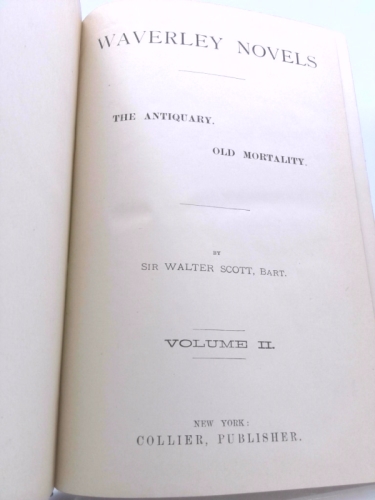 WAVERLEY NOVELS
THE ANTIQUARY.
OLD MORTALITY.
BY
SIR WALTER SCOTT, BART.
VOLUME II.
NEW YORK:
COLLIER, PUBLISHER.